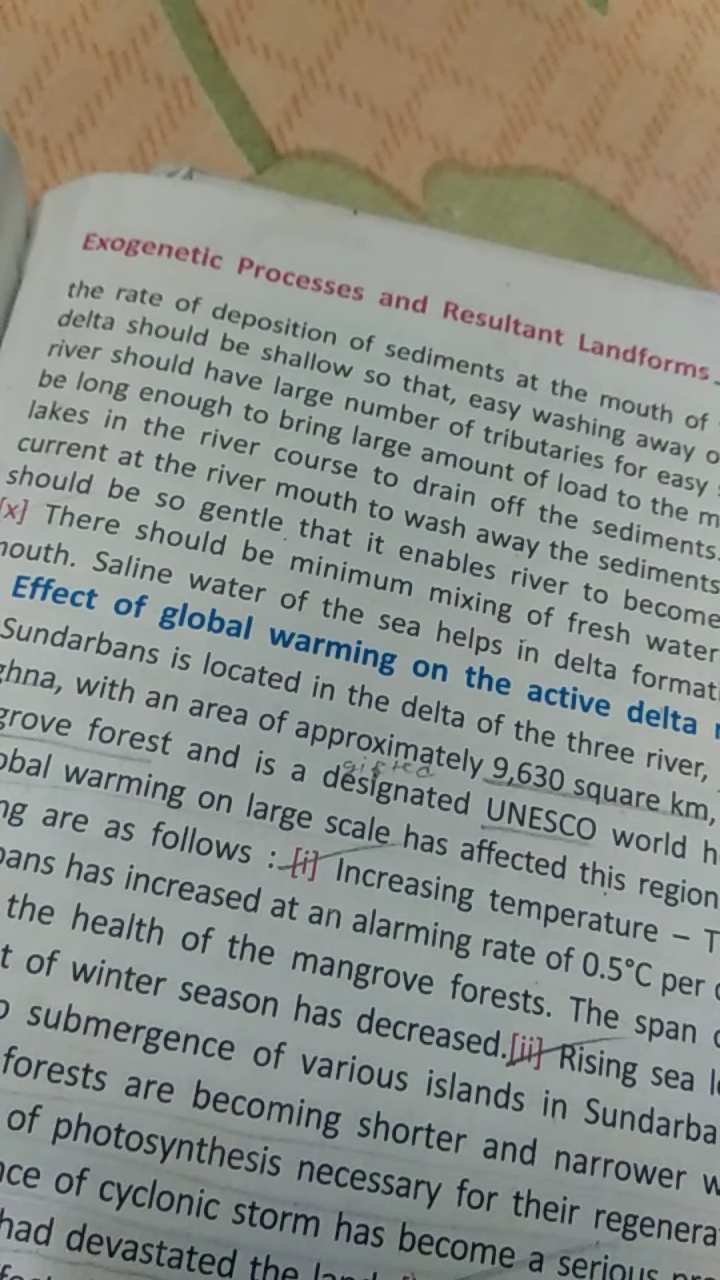 Exogenetic Processes and Resultant Landforms
the rate of deposition of sediments at the mouth of
delta should be shallow so that, easy washing away
river should have large number of tributaries for easy
be long enough to bring large amount of load to the
lakes in the river course to drain off the sediments.
current at the river mouth to wash away the sediments
should be so gentle that it enables river to become
[x] There should be minimum mixing of fresh water
mouth. Saline water of the sea helps in delta
Effect of global warming on the active delta
Sundarbans is located in the delta of the three river,
ghna, with an area of approximately 9,630 square km,
gifted
grove forest and is a designated UNESCO world
obal warming on large scale has affected this region
ng are as follows : [i] Increasing temperature –
bans has increased at an alarming rate of 0.5°C per
the health of the mangrove forests. The span
t of winter season has decreased. [ii] Rising sea
submergence of various islands in
forests are becoming shorter and narrower
of photosynthesis necessary for their
nce of cyclonic storm has become a serious
had devastated the